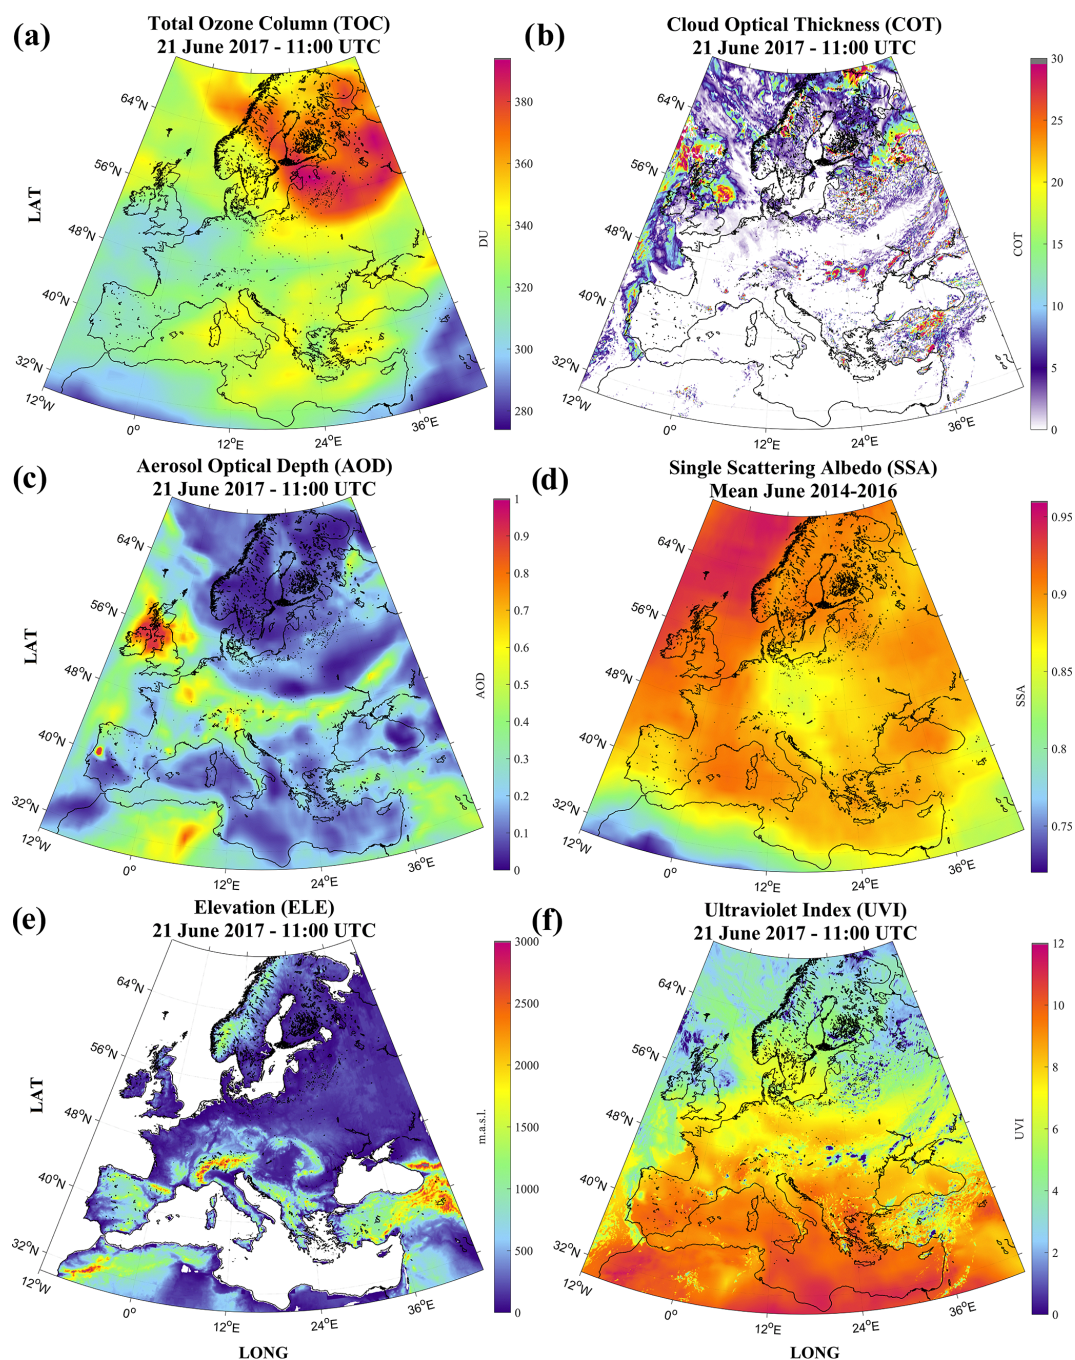 (a)
Total Ozone Column (TOC)
21 June 2017 - 11:00 UTC
LAT
64°N
56°N
48°N
40°N
32°N
12°W
0°
12°E
24°E
36°E
380
360
340
320
300
280
DU
(b)
Cloud Optical Thickness (COT)
21 June 2017 - 11:00 UTC
64°N
56°N
48°N
40°N
32°N
12°W
0°
12°E
24°E
36°E
30
25
20
15
10
5
0
COT
(c)
Aerosol Optical Depth (AOD)
21 June 2017 - 11:00 UTC
LAT
64°N
56°N
48°N
40°N
32°N
12°W
0°
12°E
24°E
36°E
1
0.9
0.8
0.7
0.6
0.5
0.4
0.3
0.2
0.1
0
AOD
(d)
Single Scattering Albedo (SSA)
Mean June 2014-2016
64°N
56°N
48°N
40°N
32°N
12°W
0°
12°E
24°E
36°E
0.95
0.9
0.85
0.8
0.75
SSA
(e)
Elevation (ELE)
21 June 2017 - 11:00 UTC
LAT
64°N
56°N
48°N
40°N
32°N
12°W
0°
12°E
24°E
36°E
3000
2500
2000
1500
1000
500
0
m.a.s.l.
LONG
(f)
Ultraviolet Index (UVI)
21 June 2017 - 11:00 UTC
64°N
56°N
48°N
40°N
32°N
12°W
0°
12°E
24°E
36°E
12
10
8
6
4
2
0
UVI
LONG